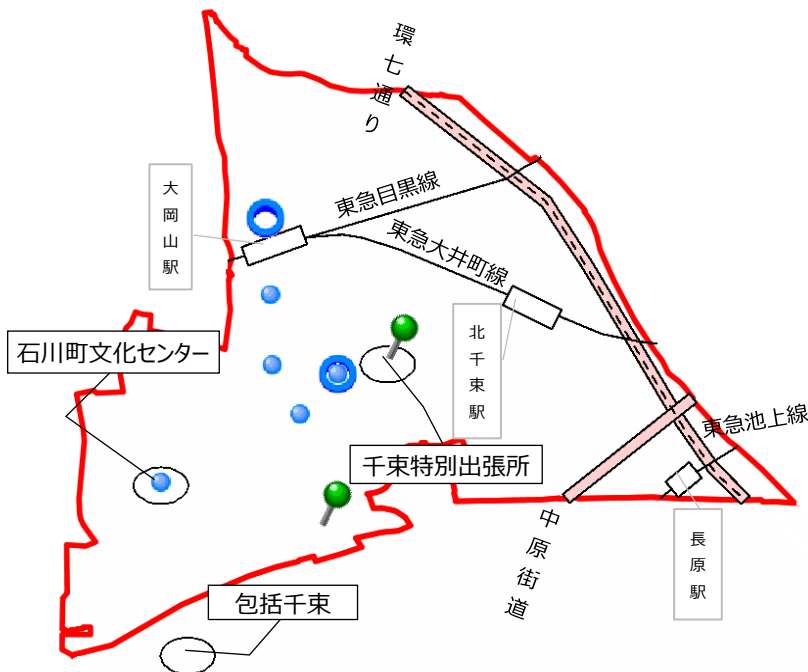 環七通り
東急目黒線
大岡山駅
東急大井町線
北千束駅
石川町文化センター
東急池上線
千束特別出張所
中原街道
長原駅
包括千束